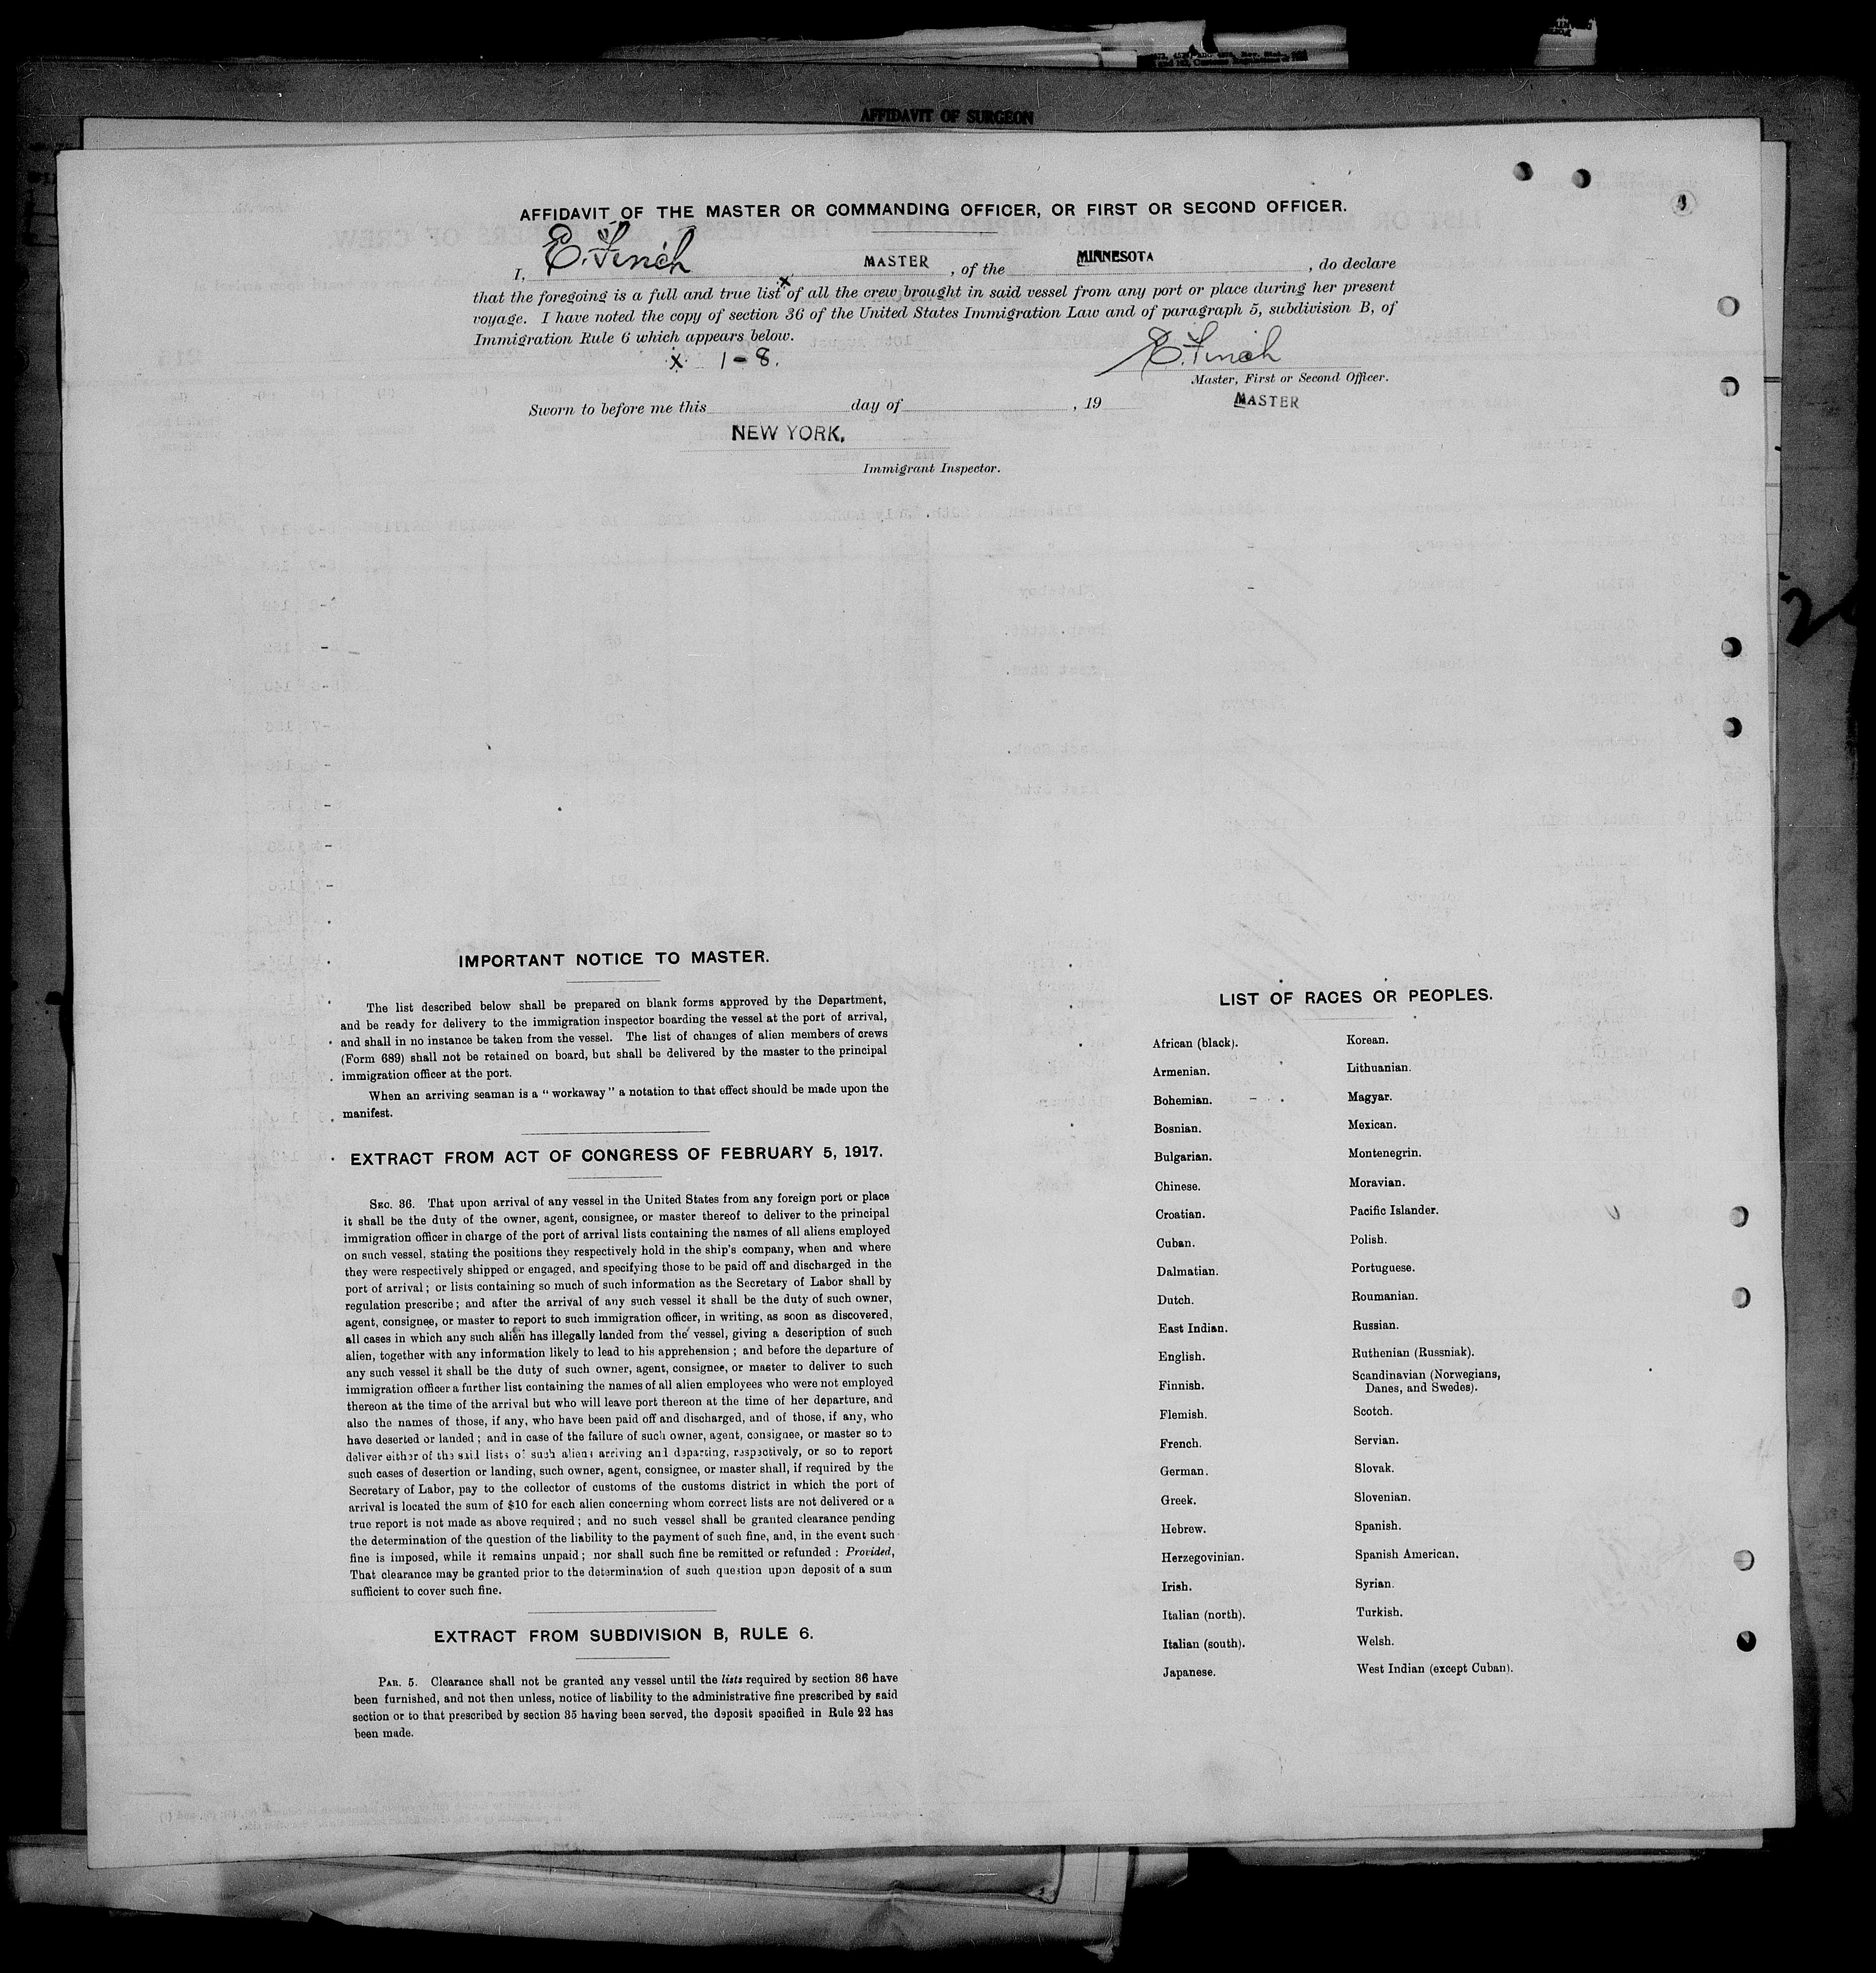 AFFIDAVIT OF SURGEON
AFFIDAVIT OF THE MASTER OR COMMANDING OFFICER, OR FIRST OR SECOND OFFICER.
I, E. Finch MASTER , of the MINNESOTA , do declare
that the foregoing is a full and true list x of all the crew brought in said vessel from any port or place during her present
voyage. I have noted the copy of section 36 of the United States Immigration Law and of paragraph 5, subdivision B, of
Immigration Rule 6 which appears below.
x 1-8.
E. Finch
Master, First or Second Officer.
Sworn to before me this day of , 19
MASTER
NEW YORK,
Immigrant Inspector.
IMPORTANT NOTICE TO MASTER.
The list described below shall be prepared on blank forms approved by the Department,
and be ready for delivery to the immigration inspector boarding the vessel at the port of arrival,
and shall in no instance be taken from the vessel. The list of changes of alien members of crews
(Form 689) shall not be retained on board, but shall be delivered by the master to the principal
immigration officer at the port.
When an arriving seaman is a "workaway" a notation to that effect should be made upon the
manifest.
EXTRACT FROM ACT OF CONGRESS OF FEBRUARY 5, 1917.
SEC. 36. That upon arrival of any vessel in the United States from any foreign port or place
it shall be the duty of the owner, agent, consignee, or master thereof to deliver to the principal
immigration officer in charge of the port of arrival lists containing the names of all aliens employed
on such vessel, stating the positions they respectively hold in the ship's company, when and where
they were respectively shipped or engaged, and specifying those to be paid off and discharged in the
port of arrival; or lists containing so much of such information as the Secretary of Labor shall by
regulation prescribe; and after the arrival of any such vessel it shall be the duty of such owner,
agent, consignee, or master to report to such immigration officer, in writing, as soon as discovered,
all cases in which any such alien has illegally landed from the vessel, giving a description of such
alien, together with any information likely to lead to his apprehension; and before the departure of
any such vessel it shall be the duty of such owner, agent, consignee, or master to deliver to such
immigration officer a further list containing the names of all alien employees who were not employed
thereon at the time of the arrival but who will leave port thereon at the time of her departure, and
also the names of those, if any, who have been paid off and discharged, and of those, if any, who
have deserted or landed; and in case of the failure of such owner, agent, consignee, or master so to
deliver either of the said lists of such aliens arriving and departing, respectively, or so to report
such cases of desertion or landing, such owner, agent, consignee, or master shall, if required by the
Secretary of Labor, pay to the collector of customs of the customs district in which the port of
arrival is located the sum of $10 for each alien concerning whom correct lists are not delivered or a
true report is not made as above required; and no such vessel shall be granted clearance pending
the determination of the question of the liability to the payment of such fine, and, in the event such
fine is imposed, while it remains unpaid; nor shall such fine be remitted or refunded: Provided,
That clearance may be granted prior to the determination of such question upon deposit of a sum
sufficient to cover such fine.
EXTRACT FROM SUBDIVISION B, RULE 6.
PAR. 5. Clearance shall not be granted any vessel until the lists required by section 36 have
been furnished, and not then unless, notice of liability to the administrative fine prescribed by said
section or to that prescribed by section 35 having been served, the deposit specified in Rule 22 has
been made.
LIST OF RACES OR PEOPLES.
African (black).
Armenian.
Bohemian.
Bosnian.
Bulgarian.
Chinese.
Croatian.
Cuban.
Dalmatian.
Dutch.
East Indian.
English.
Finnish.
Flemish.
French.
German.
Greek.
Hebrew.
Herzegovinian.
Irish.
Italian (north).
Italian (south).
Japanese.
Korean.
Lithuanian.
Magyar.
Mexican.
Montenegrin.
Moravian.
Pacific Islander.
Polish.
Portuguese.
Roumanian.
Russian.
Ruthenian (Russniak).
Scandinavian (Norwegians,
Danes, and Swedes).
Scotch.
Servian.
Slovak.
Slovenian.
Spanish.
Spanish American.
Syrian.
Turkish.
Welsh.
West Indian (except Cuban).